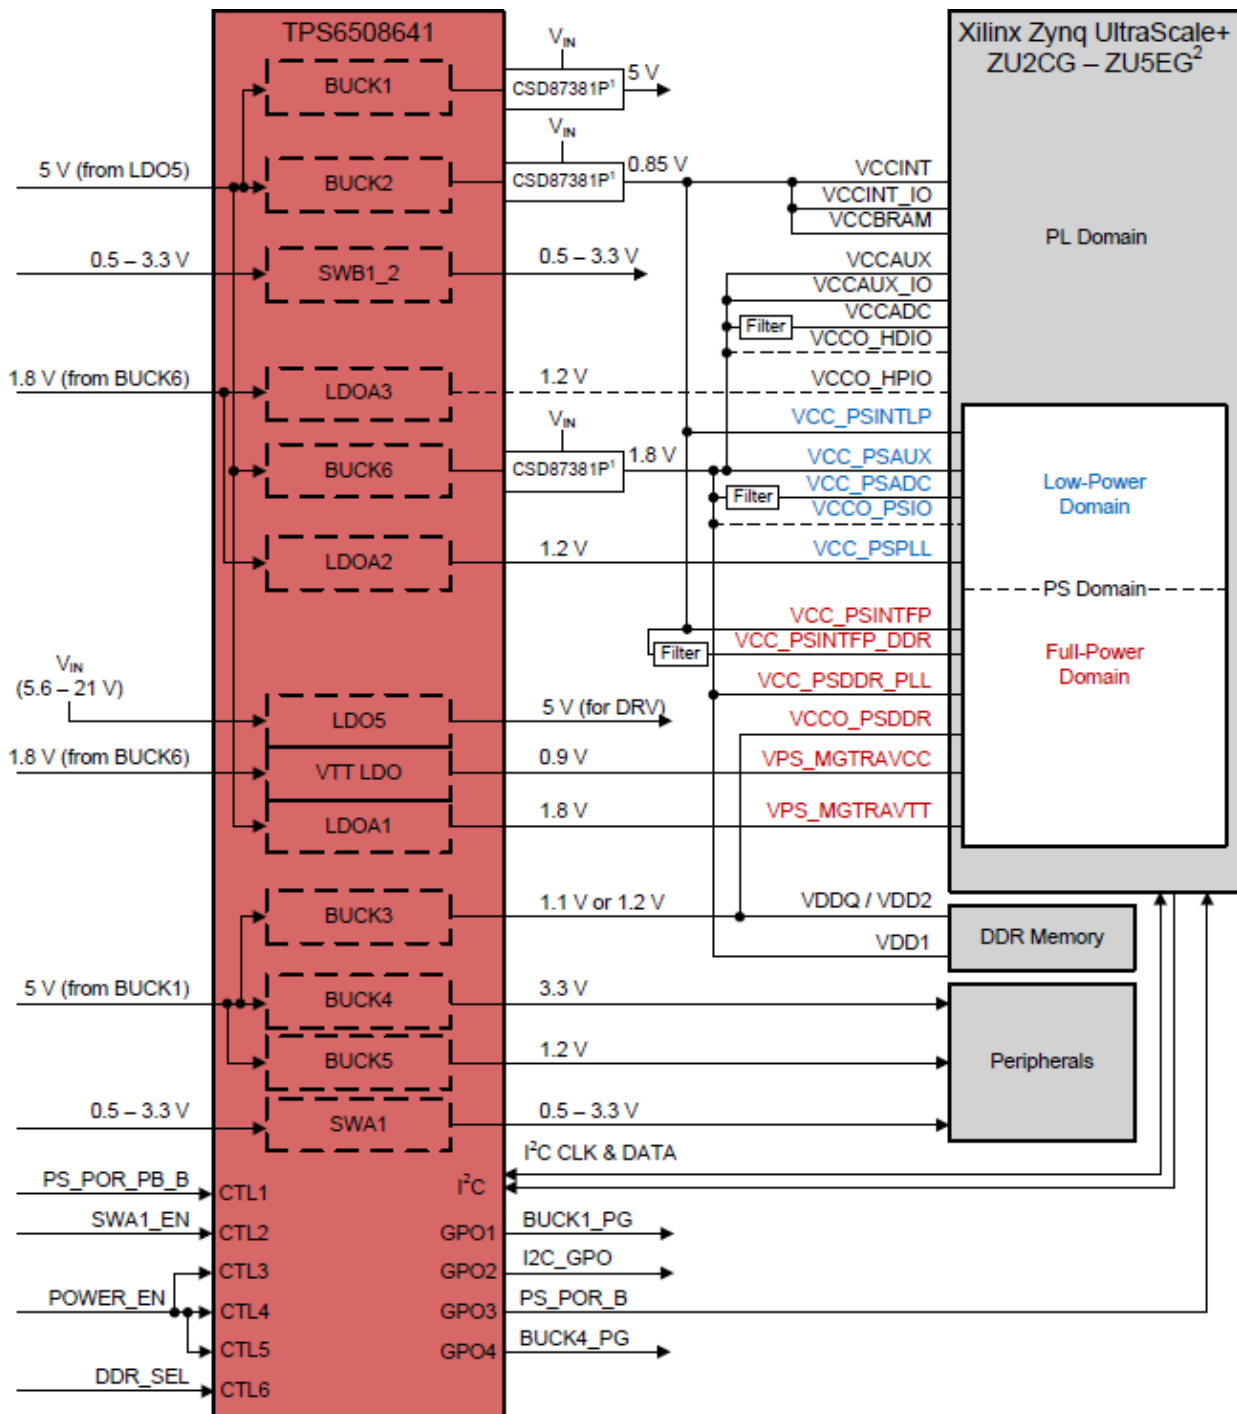 TPS6508641
Xilinx Zynq UltraScale+
ZU2CG – ZU5EG²
V_IN
BUCK1
CSD87381P¹
5 V
V_IN
5 V (from LDO5)
BUCK2
CSD87381P¹
0.85 V
VCCINT
VCCINT_IO
VCCBRAM
PL Domain
0.5 – 3.3 V
SWB1_2
0.5 – 3.3 V
VCCAUX
VCCAUX_IO
Filter
VCCADC
VCCO_HDIO
1.8 V (from BUCK6)
LDOA3
1.2 V
VCCO_HPIO
V_IN
VCC_PSINTLP
BUCK6
CSD87381P¹
1.8 V
VCC_PSAUX
Filter
VCC_PSADC
VCCO_PSIO
Low-Power
Domain
LDOA2
1.2 V
VCC_PSPLL
PS Domain
VCC_PSINTFP
Filter
VCC_PSINTFP_DDR
Full-Power
Domain
V_IN
(5.6 – 21 V)
VCC_PSDDR_PLL
LDO5
5 V (for DRV)
VCCO_PSDDR
1.8 V (from BUCK6)
VTT LDO
0.9 V
VPS_MGTRAVCC
LDOA1
1.8 V
VPS_MGTRAVTT
BUCK3
1.1 V or 1.2 V
VDDQ / VDD2
VDD1
DDR Memory
5 V (from BUCK1)
BUCK4
3.3 V
BUCK5
1.2 V
Peripherals
0.5 – 3.3 V
SWA1
0.5 – 3.3 V
I²C CLK & DATA
PS_POR_PB_B
CTL1
I²C
SWA1_EN
CTL2
GPO1
BUCK1_PG
CTL3
GPO2
I2C_GPO
POWER_EN
CTL4
GPO3
PS_POR_B
CTL5
GPO4
BUCK4_PG
DDR_SEL
CTL6